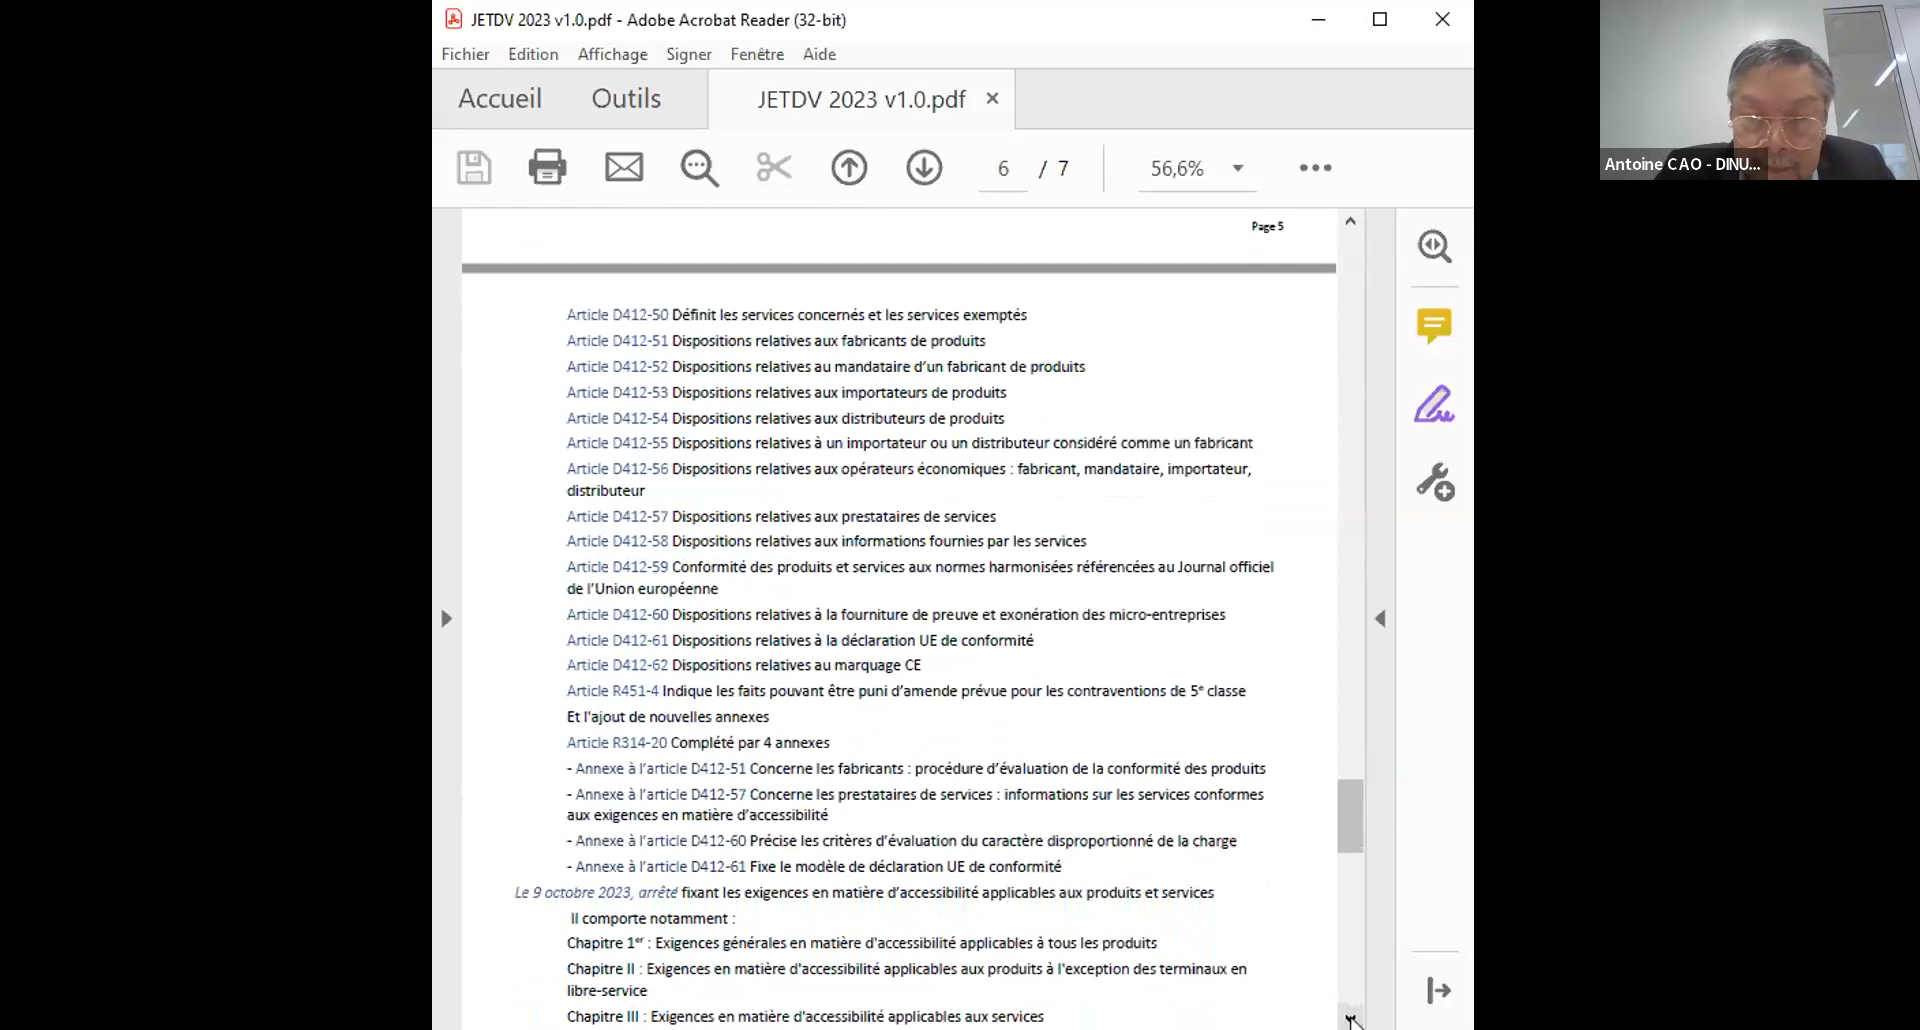 JETDV 2023 v1.0.pdf - Adobe Acrobat Reader (32-bit)
Fichier Edition Affichage Signer Fenêtre Aide
Accueil Outils JETDV 2023 v1.0.pdf ×
6 / 7 56,6%
Antoine CAO - DINU...
Page 5
Article D412-50 Définit les services concernés et les services exemptés
Article D412-51 Dispositions relatives aux fabricants de produits
Article D412-52 Dispositions relatives au mandataire d’un fabricant de produits
Article D412-53 Dispositions relatives aux importateurs de produits
Article D412-54 Dispositions relatives aux distributeurs de produits
Article D412-55 Dispositions relatives à un importateur ou un distributeur considéré comme un fabricant
Article D412-56 Dispositions relatives aux opérateurs économiques : fabricant, mandataire, importateur,
distributeur
Article D412-57 Dispositions relatives aux prestataires de services
Article D412-58 Dispositions relatives aux informations fournies par les services
Article D412-59 Conformité des produits et services aux normes harmonisées référencées au Journal officiel
de l’Union européenne
Article D412-60 Dispositions relatives à la fourniture de preuve et exonération des micro-entreprises
Article D412-61 Dispositions relatives à la déclaration UE de conformité
Article D412-62 Dispositions relatives au marquage CE
Article R451-4 Indique les faits pouvant être puni d’amende prévue pour les contraventions de 5e classe
Et l'ajout de nouvelles annexes
Article R314-20 Complété par 4 annexes
- Annexe à l’article D412-51 Concerne les fabricants : procédure d’évaluation de la conformité des produits
- Annexe à l’article D412-57 Concerne les prestataires de services : informations sur les services conformes
aux exigences en matière d’accessibilité
- Annexe à l’article D412-60 Précise les critères d’évaluation du caractère disproportionné de la charge
- Annexe à l’article D412-61 Fixe le modèle de déclaration UE de conformité
Le 9 octobre 2023, arrêté fixant les exigences en matière d’accessibilité applicables aux produits et services
Il comporte notamment :
Chapitre 1er : Exigences générales en matière d'accessibilité applicables à tous les produits
Chapitre II : Exigences en matière d'accessibilité applicables aux produits à l'exception des terminaux en
libre-service
Chapitre III : Exigences en matière d'accessibilité applicables aux services